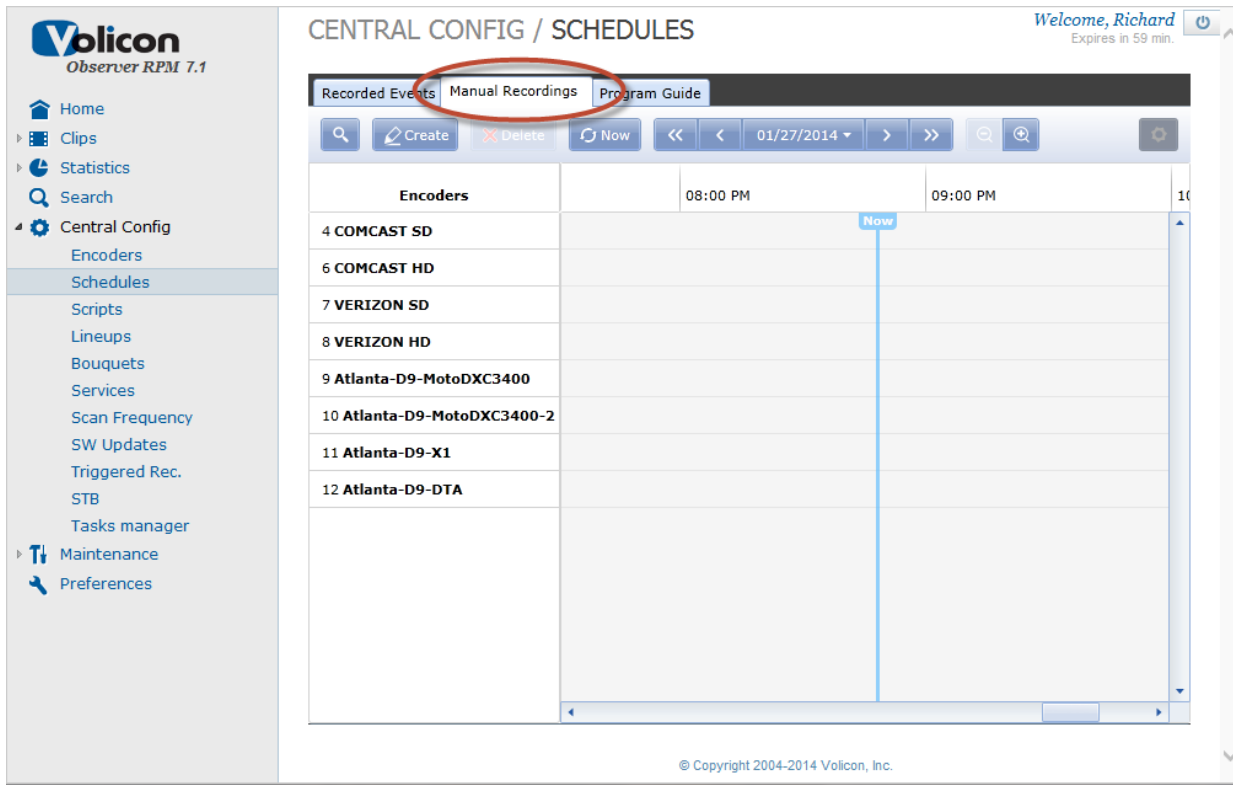 Volicon
Observer RPM 7.1
CENTRAL CONFIG / SCHEDULES
Welcome, Richard
Expires in 59 min.
Home
Clips
Statistics
Search
Central Config
Encoders
Schedules
Scripts
Lineups
Bouquets
Services
Scan Frequency
SW Updates
Triggered Rec.
STB
Tasks manager
Maintenance
Preferences
Recorded Events Manual Recordings Program Guide
Create Delete Now << < 01/27/2014 > >>
Encoders 08:00 PM 09:00 PM 10
Now
4 COMCAST SD
6 COMCAST HD
7 VERIZON SD
8 VERIZON HD
9 Atlanta-D9-MotoDXC3400
10 Atlanta-D9-MotoDXC3400-2
11 Atlanta-D9-X1
12 Atlanta-D9-DTA
© Copyright 2004-2014 Volicon, Inc.